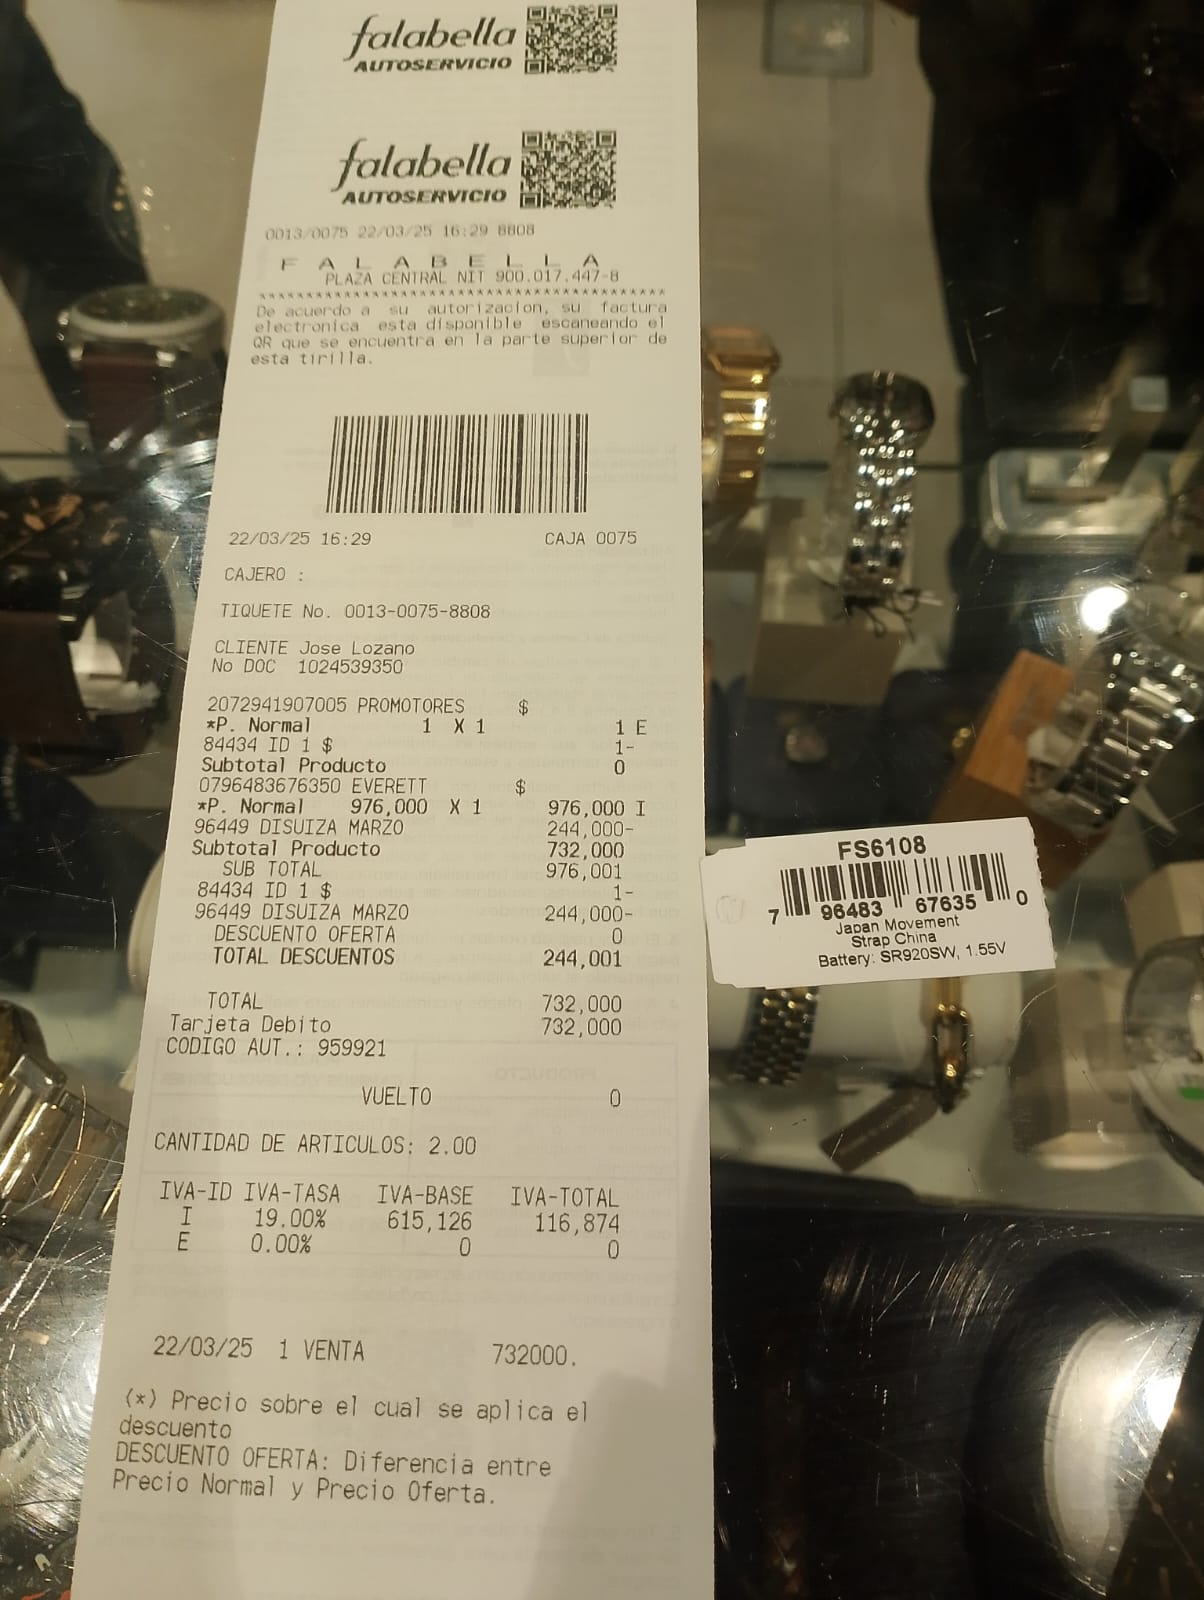 falabella
AUTOSERVICIO
falabella
AUTOSERVICIO
0013/0075 22/03/25 16:29 8808
F A L A B E L L A
PLAZA CENTRAL NIT 900.017.447-8
************************************************
De acuerdo a su autorizacion, su factura
electronica esta disponible escaneando el
QR que se encuentra en la parte superior de
esta tirilla.
22/03/25 16:29 CAJA 0075
CAJERO :
TIQUETE No. 0013-0075-8808
CLIENTE Jose Lozano
No DOC 1024539350
2072941907005 PROMOTORES $
*P. Normal 1 X 1 1 E
84434 ID 1 $ 1-
Subtotal Producto 0
0796483676350 EVERETT $
*P. Normal 976,000 X 1 976,000 I
96449 DISUIZA MARZO 244,000-
Subtotal Producto 732,000
SUB TOTAL 976,001
84434 ID 1 $ 1-
96449 DISUIZA MARZO 244,000-
DESCUENTO OFERTA 0
TOTAL DESCUENTOS 244,001
TOTAL 732,000
Tarjeta Debito 732,000
CODIGO AUT.: 959921
VUELTO 0
CANTIDAD DE ARTICULOS: 2.00
IVA-ID IVA-TASA IVA-BASE IVA-TOTAL
I 19.00% 615,126 116,874
E 0.00% 0 0
22/03/25 1 VENTA 732000.
(*) Precio sobre el cual se aplica el
descuento
DESCUENTO OFERTA: Diferencia entre
Precio Normal y Precio Oferta.
FS6108
7 96483 67635 0
Japan Movement
Strap China
Battery: SR920SW, 1.55V